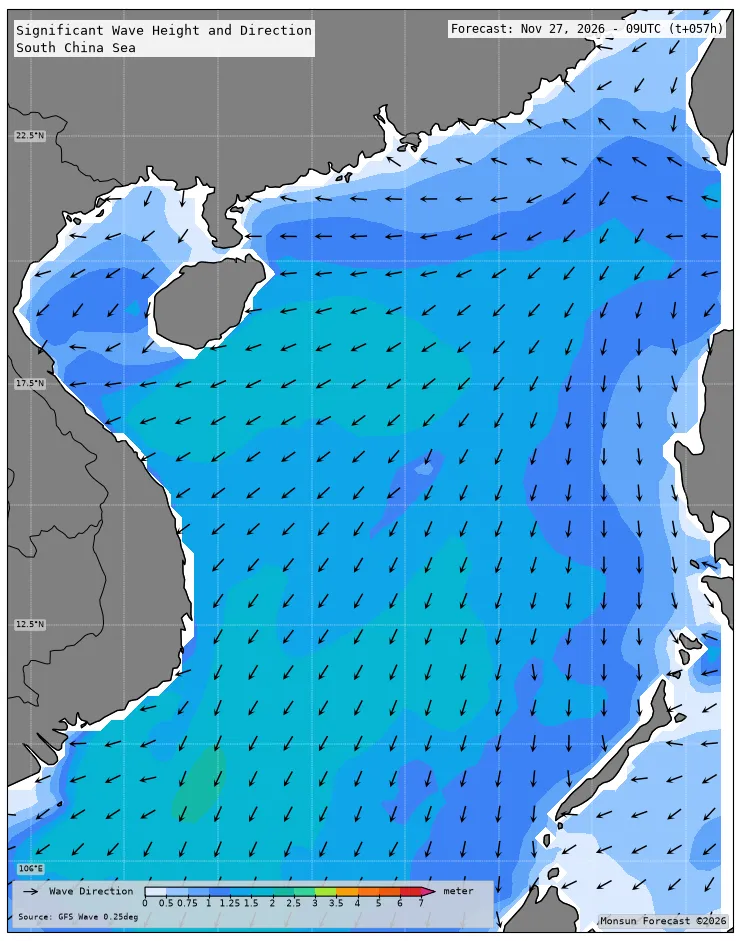 Significant Wave Height and Direction
South China Sea
Forecast: Nov 27, 2026 - 09UTC (t+057h)
22.5°N
17.5°N
12.5°N
106°E
Wave Direction
meter
0 0.5 0.75 1 1.25 1.5 2 2.5 3 3.5 4 5 6 7
Source: GFS Wave 0.25deg
Monsun Forecast ©2026